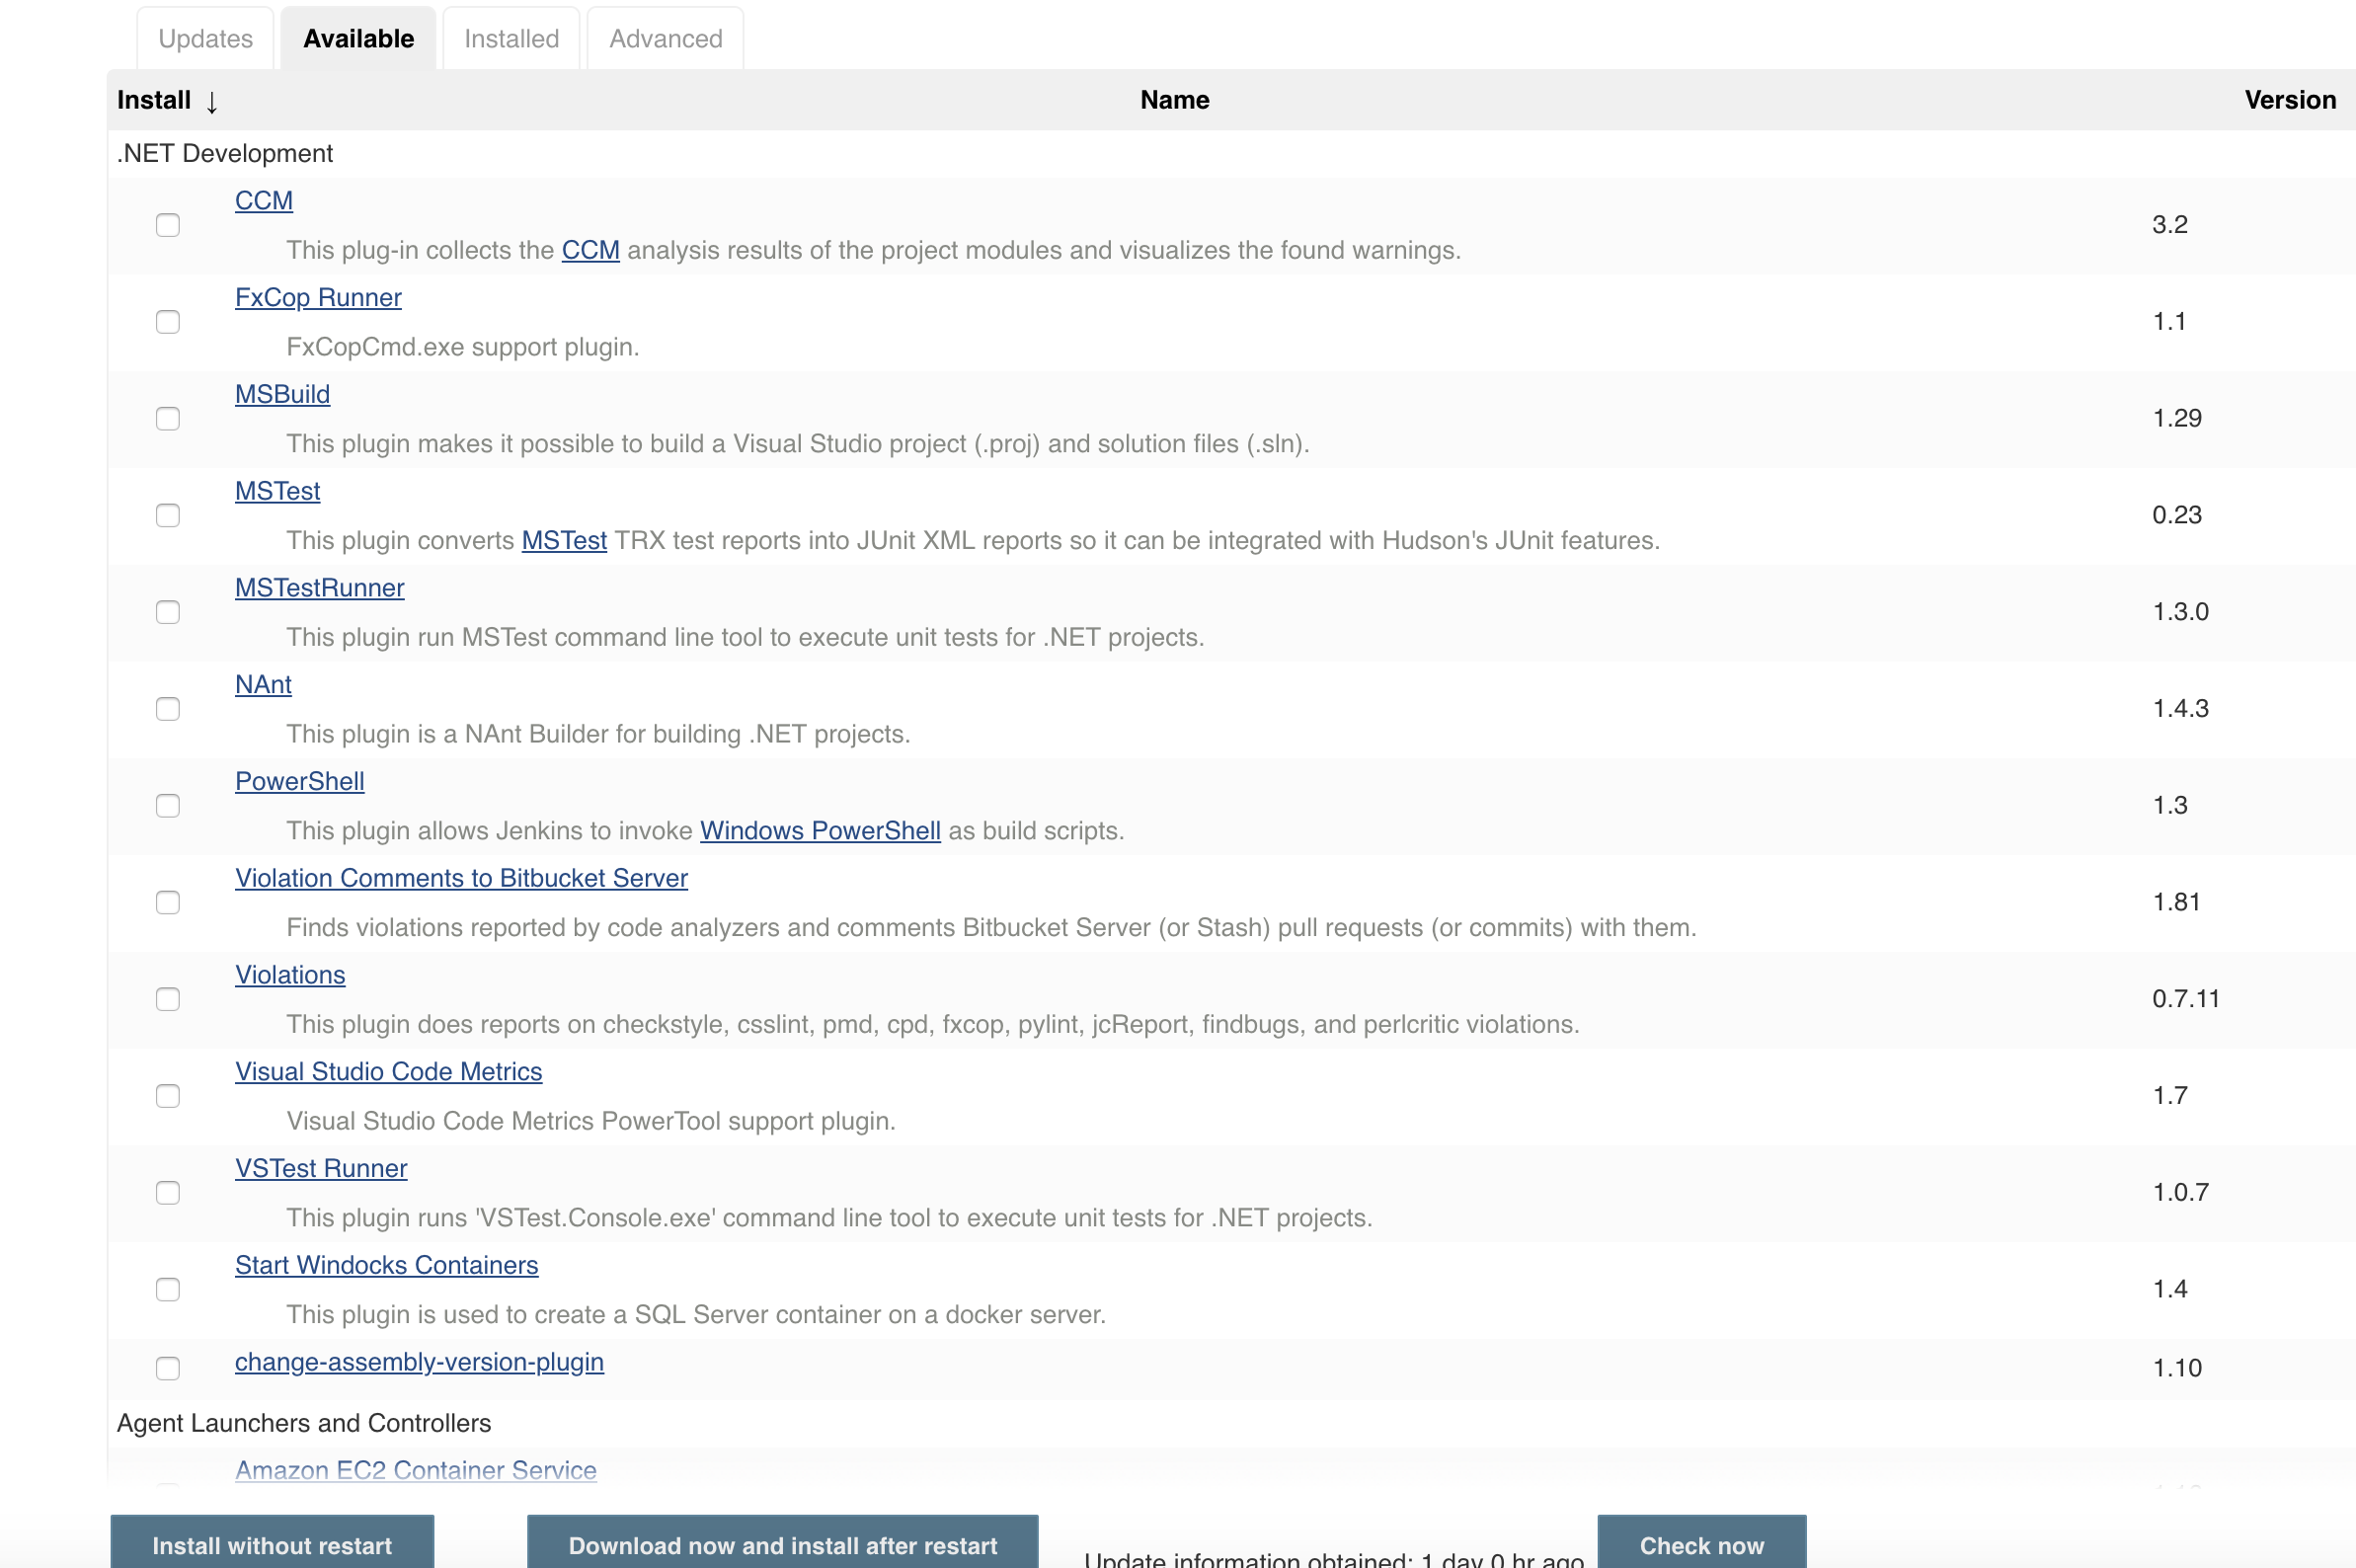 Updates Available Installed Advanced
Install ↓ Name Version
.NET Development
CCM
This plug-in collects the CCM analysis results of the project modules and visualizes the found warnings.
3.2
FxCop Runner
FxCopCmd.exe support plugin.
1.1
MSBuild
This plugin makes it possible to build a Visual Studio project (.proj) and solution files (.sln).
1.29
MSTest
This plugin converts MSTest TRX test reports into JUnit XML reports so it can be integrated with Hudson's JUnit features.
0.23
MSTestRunner
This plugin run MSTest command line tool to execute unit tests for .NET projects.
1.3.0
NAnt
This plugin is a NAnt Builder for building .NET projects.
1.4.3
PowerShell
This plugin allows Jenkins to invoke Windows PowerShell as build scripts.
1.3
Violation Comments to Bitbucket Server
Finds violations reported by code analyzers and comments Bitbucket Server (or Stash) pull requests (or commits) with them.
1.81
Violations
This plugin does reports on checkstyle, csslint, pmd, cpd, fxcop, pylint, jcReport, findbugs, and perlcritic violations.
0.7.11
Visual Studio Code Metrics
Visual Studio Code Metrics PowerTool support plugin.
1.7
VSTest Runner
This plugin runs 'VSTest.Console.exe' command line tool to execute unit tests for .NET projects.
1.0.7
Start Windocks Containers
This plugin is used to create a SQL Server container on a docker server.
1.4
change-assembly-version-plugin
1.10
Agent Launchers and Controllers
Amazon EC2 Container Service
Install without restart Download now and install after restart Update information obtained: 1 day 0 hr ago Check now